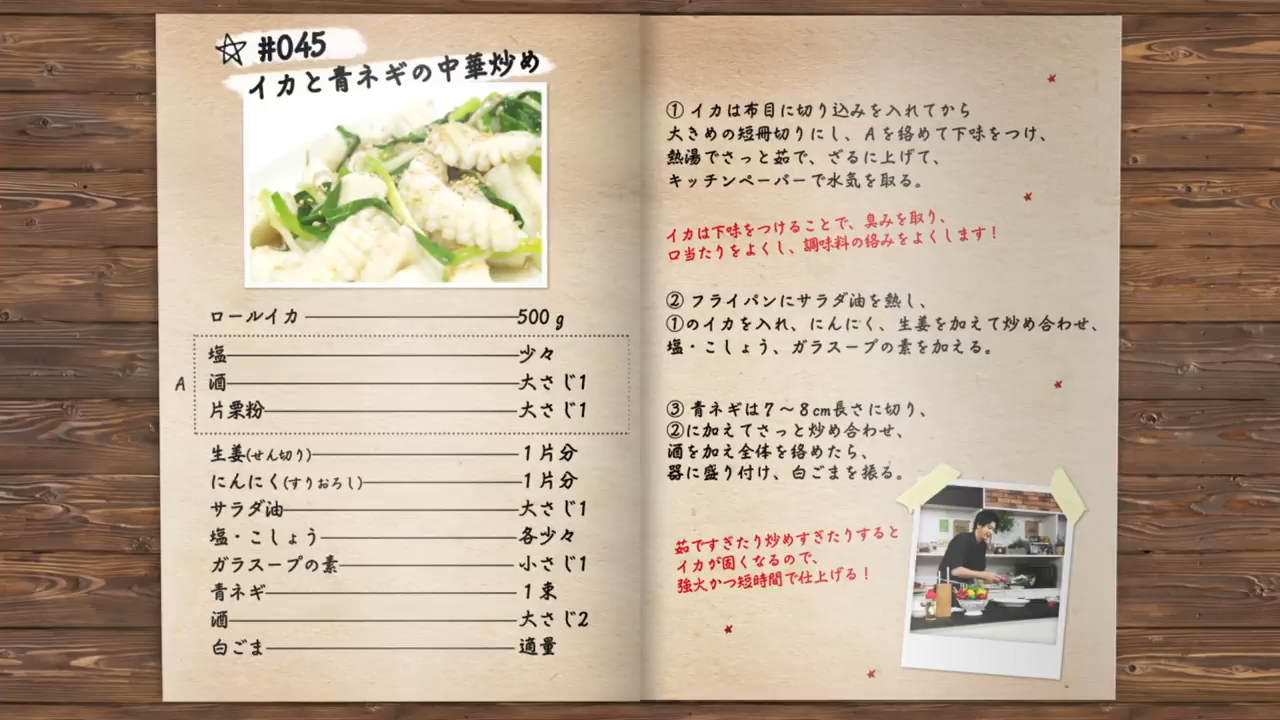 #045
イカと青ネギの中華炒め
ロールイカ 500g
A
塩 少々
酒 大さじ1
片栗粉 大さじ1
生姜(せん切り) 1片分
にんにく(すりおろし) 1片分
サラダ油 大さじ1
塩・こしょう 各少々
ガラスープの素 小さじ1
青ネギ 1束
酒 大さじ2
白ごま 適量
① イカは布目に切り込みを入れてから
大きめの短冊切りにし、Aを絡めて下味をつけ、
熱湯でさっと茹で、ざるに上げて、
キッチンペーパーで水気を取る。
イカは下味をつけることで、臭みを取り、
口当たりをよくし、調味料の絡みをよくします!
② フライパンにサラダ油を熱し、
①のイカを入れ、にんにく、生姜を加えて炒め合わせ、
塩・こしょう、ガラスープの素を加える。
③ 青ネギは7~8cm長さに切り、
②に加えてさっと炒め合わせ、
酒を加え全体を絡めたら、
器に盛り付け、白ごまを振る。
茹ですぎたり炒めすぎたりすると
イカが固くなるので、
強火かつ短時間で仕上げる!